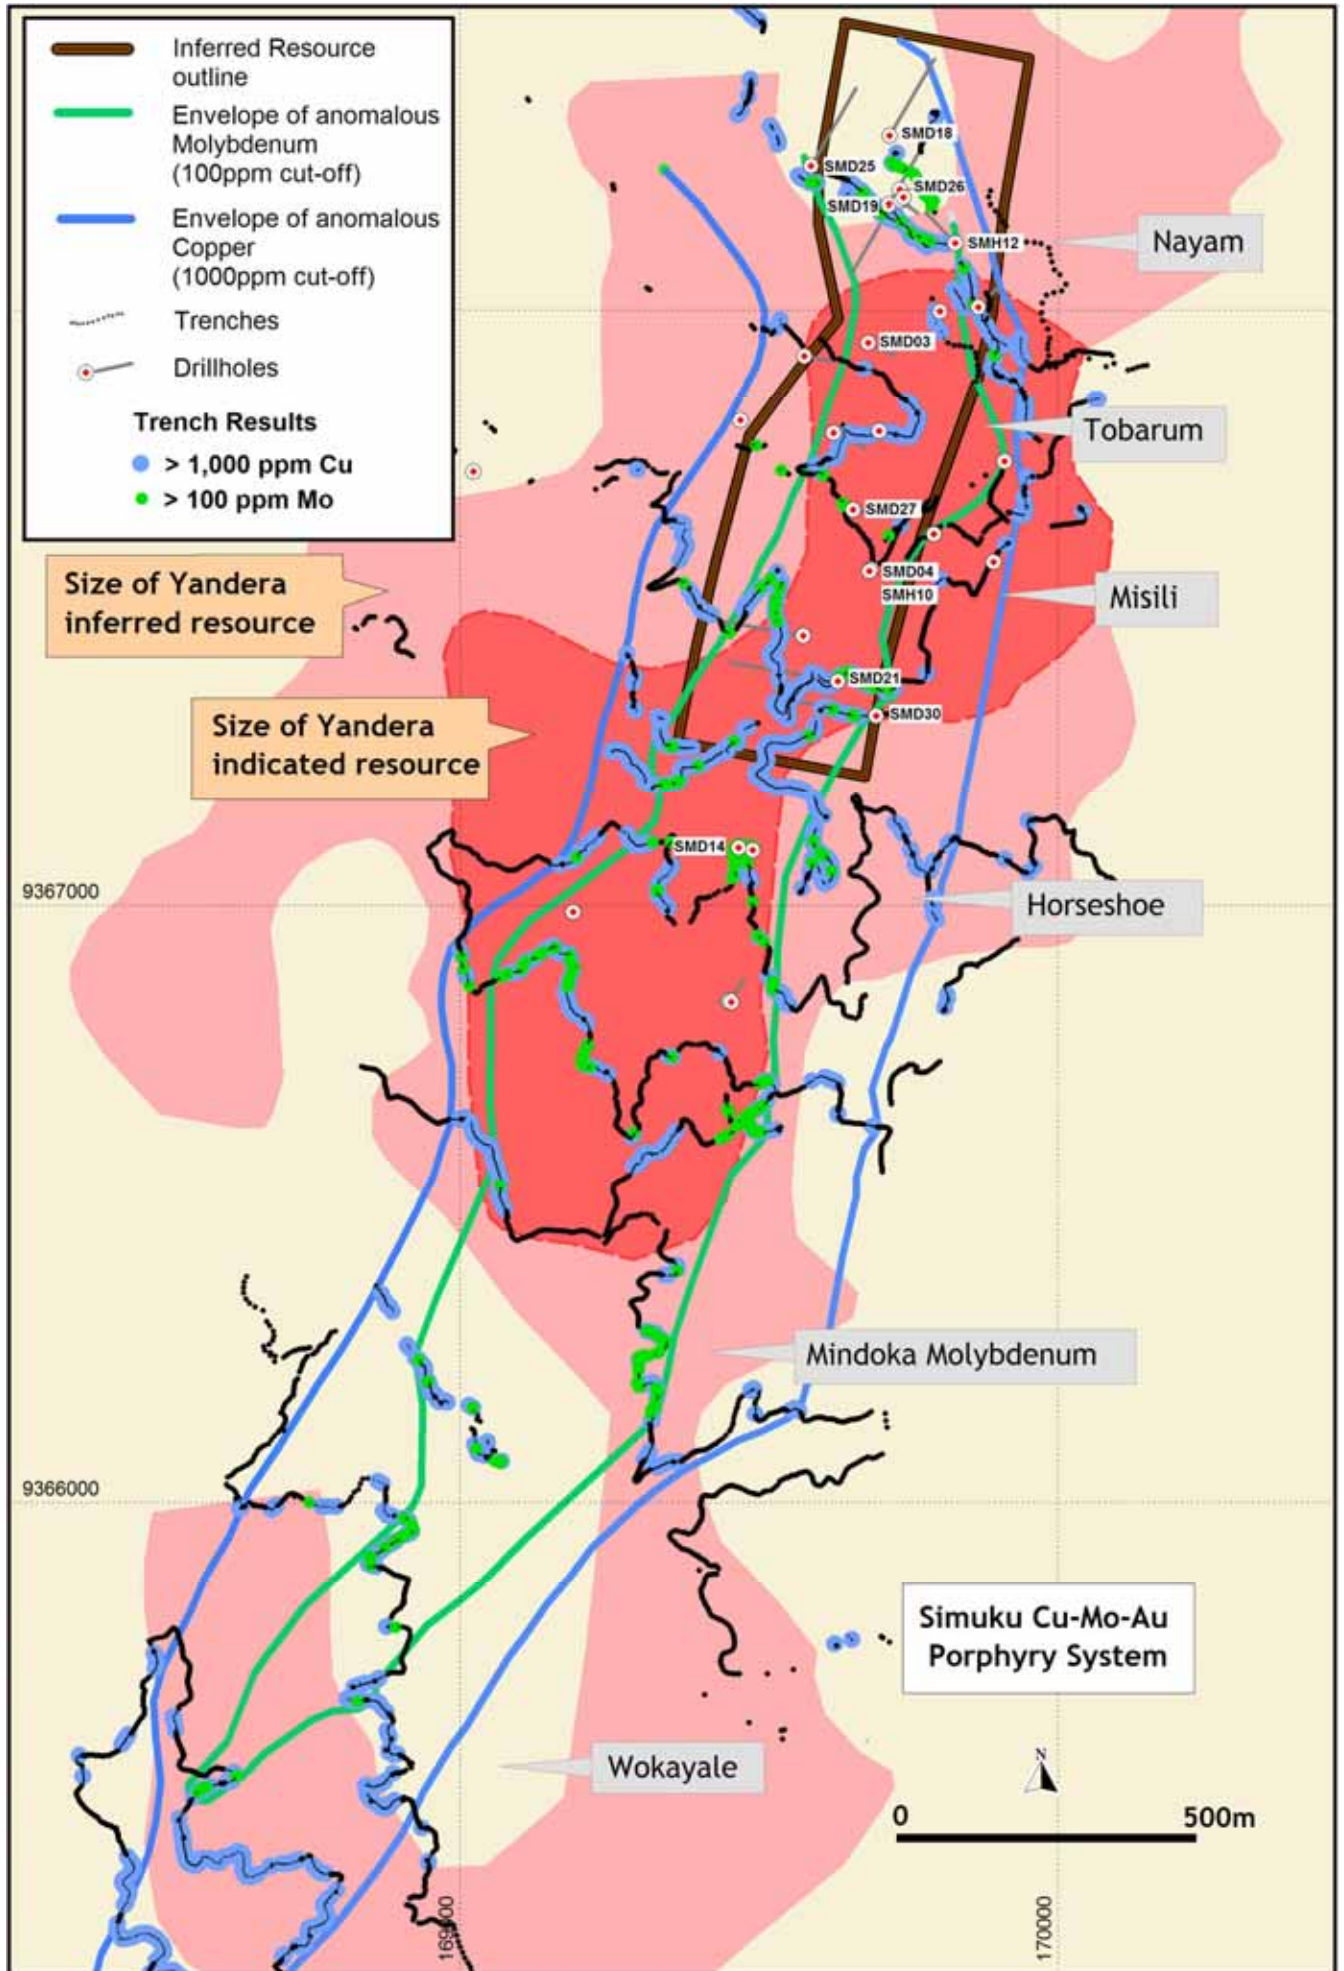 Inferred Resource
outline
Envelope of anomalous
Molybdenum
(100ppm cut-off)
Envelope of anomalous
Copper
(1000ppm cut-off)
Trenches
Drillholes
Trench Results
> 1,000 ppm Cu
> 100 ppm Mo
SMD18
SMD25
SMD26
SMD19
SMH12
Nayam
SMD03
Tobarum
SMD27
SMD04
SMH10
Misili
Size of Yandera
inferred resource
SMD21
SMD30
Size of Yandera
indicated resource
SMD14
9367000
Horseshoe
Mindoka Molybdenum
9366000
Simuku Cu-Mo-Au
Porphyry System
Wokayale
N
0 500m
169000
170000